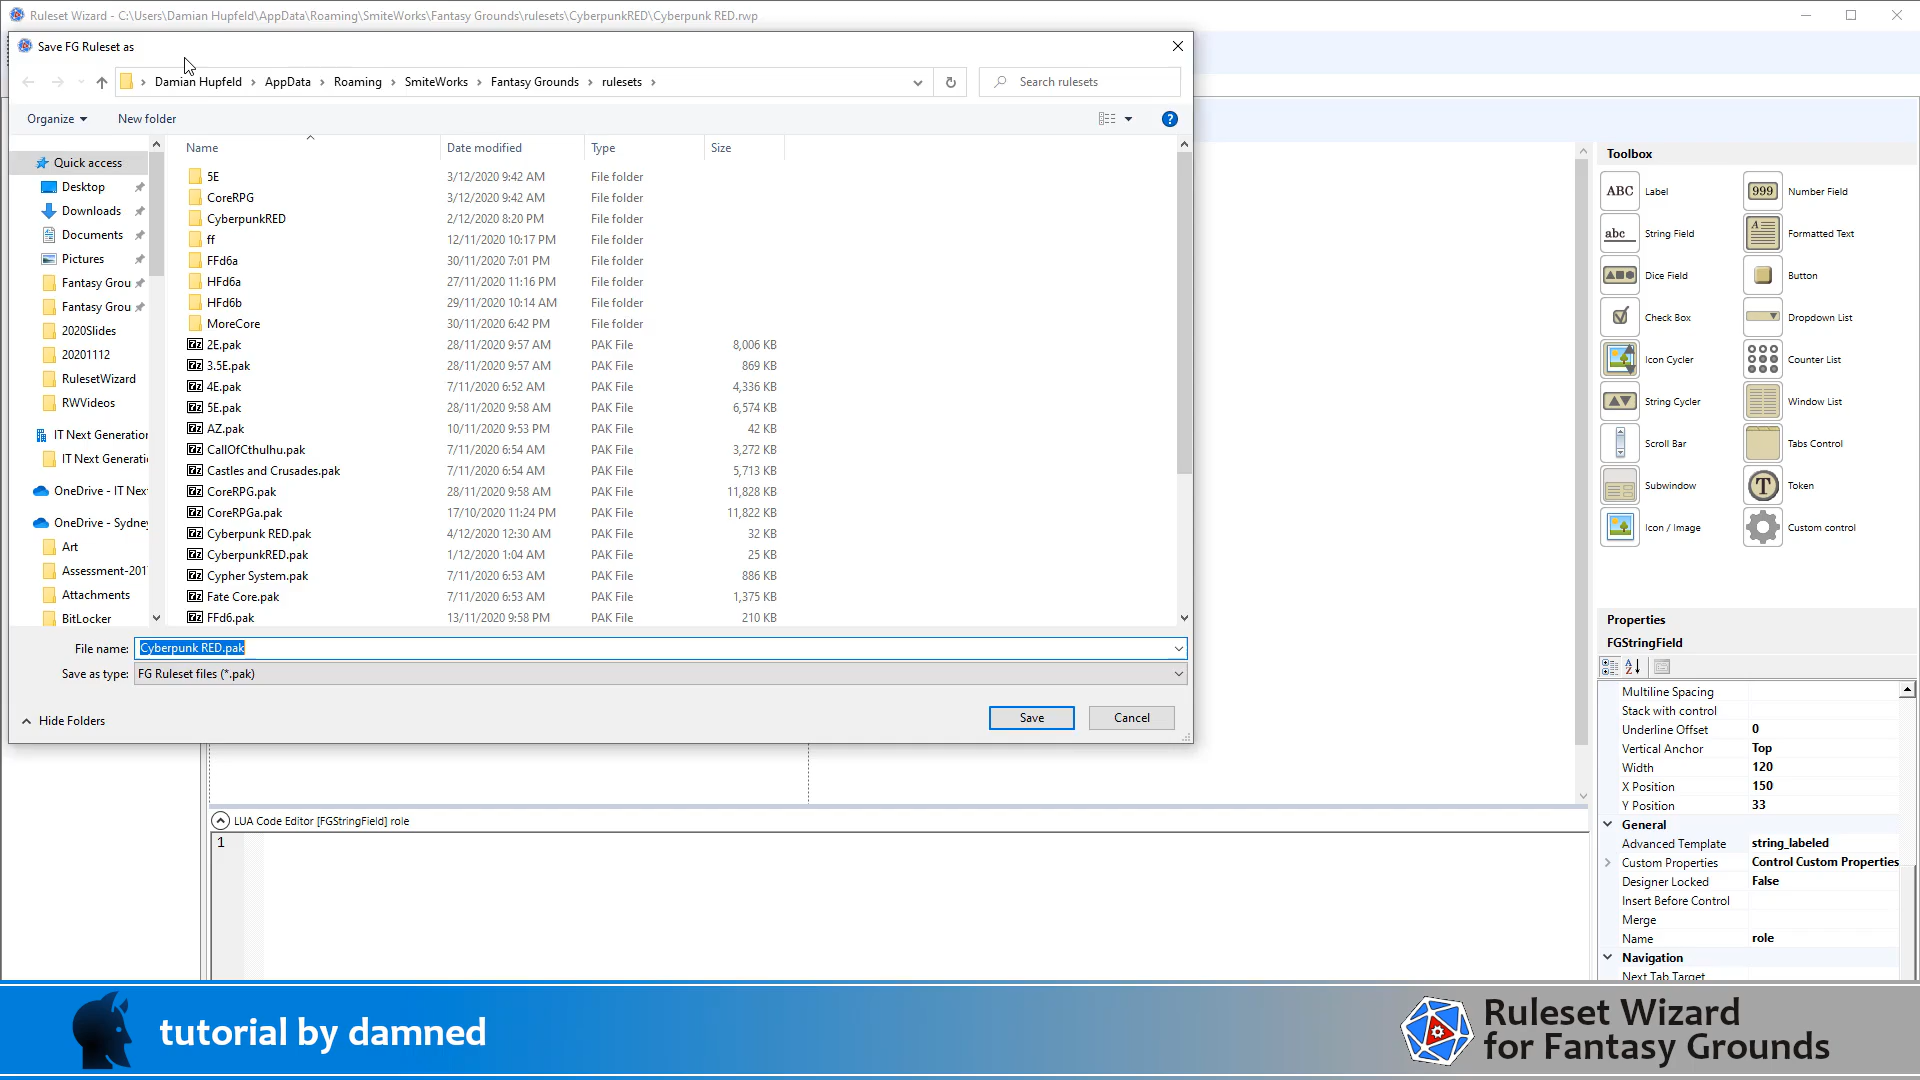 Ruleset Wizard - C:\Users\Damian Hupfeld\AppData\Roaming\SmiteWorks\Fantasy Grounds\rulesets\CyberpunkRED\Cyberpunk RED.rwp
Save FG Ruleset as
Damian Hupfeld › AppData › Roaming › SmiteWorks › Fantasy Grounds › rulesets ›
Search rulesets
Organize
New folder
Quick access
Desktop
Downloads
Documents
Pictures
Fantasy Grou
Fantasy Grou
2020Slides
20201112
RulesetWizard
RWVideos
IT Next Generation
IT Next Generati
OneDrive - IT Nex
OneDrive - Sydney
Art
Assessment-201
Attachments
BitLocker
Name Date modified Type Size
5E 3/12/2020 9:42 AM File folder
CoreRPG 3/12/2020 9:42 AM File folder
CyberpunkRED 2/12/2020 8:20 PM File folder
ff 12/11/2020 10:17 PM File folder
FFd6a 30/11/2020 7:01 PM File folder
HFd6a 27/11/2020 11:16 PM File folder
HFd6b 29/11/2020 10:14 AM File folder
MoreCore 30/11/2020 6:42 PM File folder
2E.pak 28/11/2020 9:57 AM PAK File 8,006 KB
3.5E.pak 28/11/2020 9:57 AM PAK File 869 KB
4E.pak 7/11/2020 6:52 AM PAK File 4,336 KB
5E.pak 28/11/2020 9:58 AM PAK File 6,574 KB
AZ.pak 10/11/2020 9:53 PM PAK File 42 KB
CallOfCthulhu.pak 7/11/2020 6:54 AM PAK File 3,272 KB
Castles and Crusades.pak 7/11/2020 6:54 AM PAK File 5,713 KB
CoreRPG.pak 28/11/2020 9:58 AM PAK File 11,828 KB
CoreRPGa.pak 17/10/2020 11:24 PM PAK File 11,822 KB
Cyberpunk RED.pak 4/12/2020 12:30 AM PAK File 32 KB
CyberpunkRED.pak 1/12/2020 1:04 AM PAK File 25 KB
Cypher System.pak 7/11/2020 6:53 AM PAK File 886 KB
Fate Core.pak 7/11/2020 6:53 AM PAK File 1,375 KB
FFd6.pak 13/11/2020 9:58 PM PAK File 210 KB
File name: Cyberpunk RED.pak
Save as type: FG Ruleset files (*.pak)
Hide Folders
Save
Cancel
Toolbox
ABC Label
999 Number Field
abc String Field
A Formatted Text
Dice Field
Button
Check Box
Dropdown List
Icon Cycler
Counter List
String Cycler
Window List
Scroll Bar
Tabs Control
Subwindow
T Token
Icon / Image
Custom control
Properties
FGStringField
Multiline Spacing
Stack with control
Underline Offset 0
Vertical Anchor Top
Width 120
X Position 150
Y Position 33
General
Advanced Template string_labeled
Custom Properties Control Custom Properties
Designer Locked False
Insert Before Control
Merge
Name role
Navigation
Next Tab Target
LUA Code Editor [FGStringField] role
1
tutorial by damned
Ruleset Wizard
for Fantasy Grounds